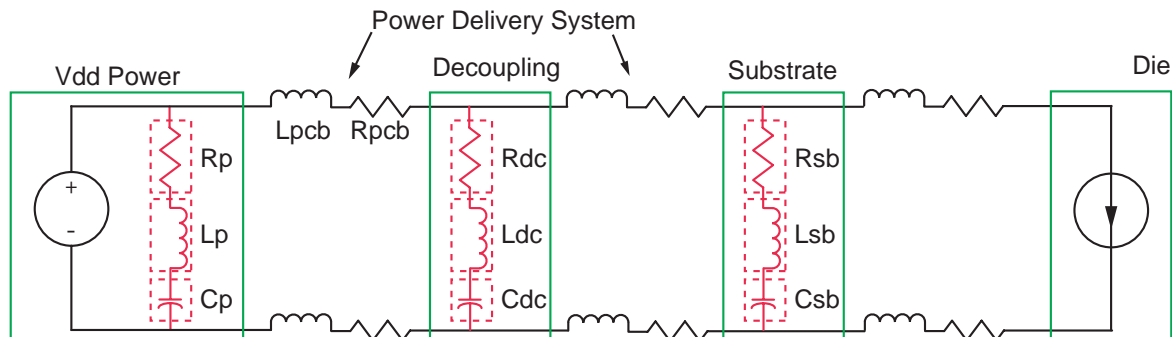 Power Delivery System
Vdd Power
Decoupling
Substrate
Die
Lpcb
Rpcb
Rp
Rdc
Rsb
+
-
Lp
Ldc
Lsb
Cp
Cdc
Csb